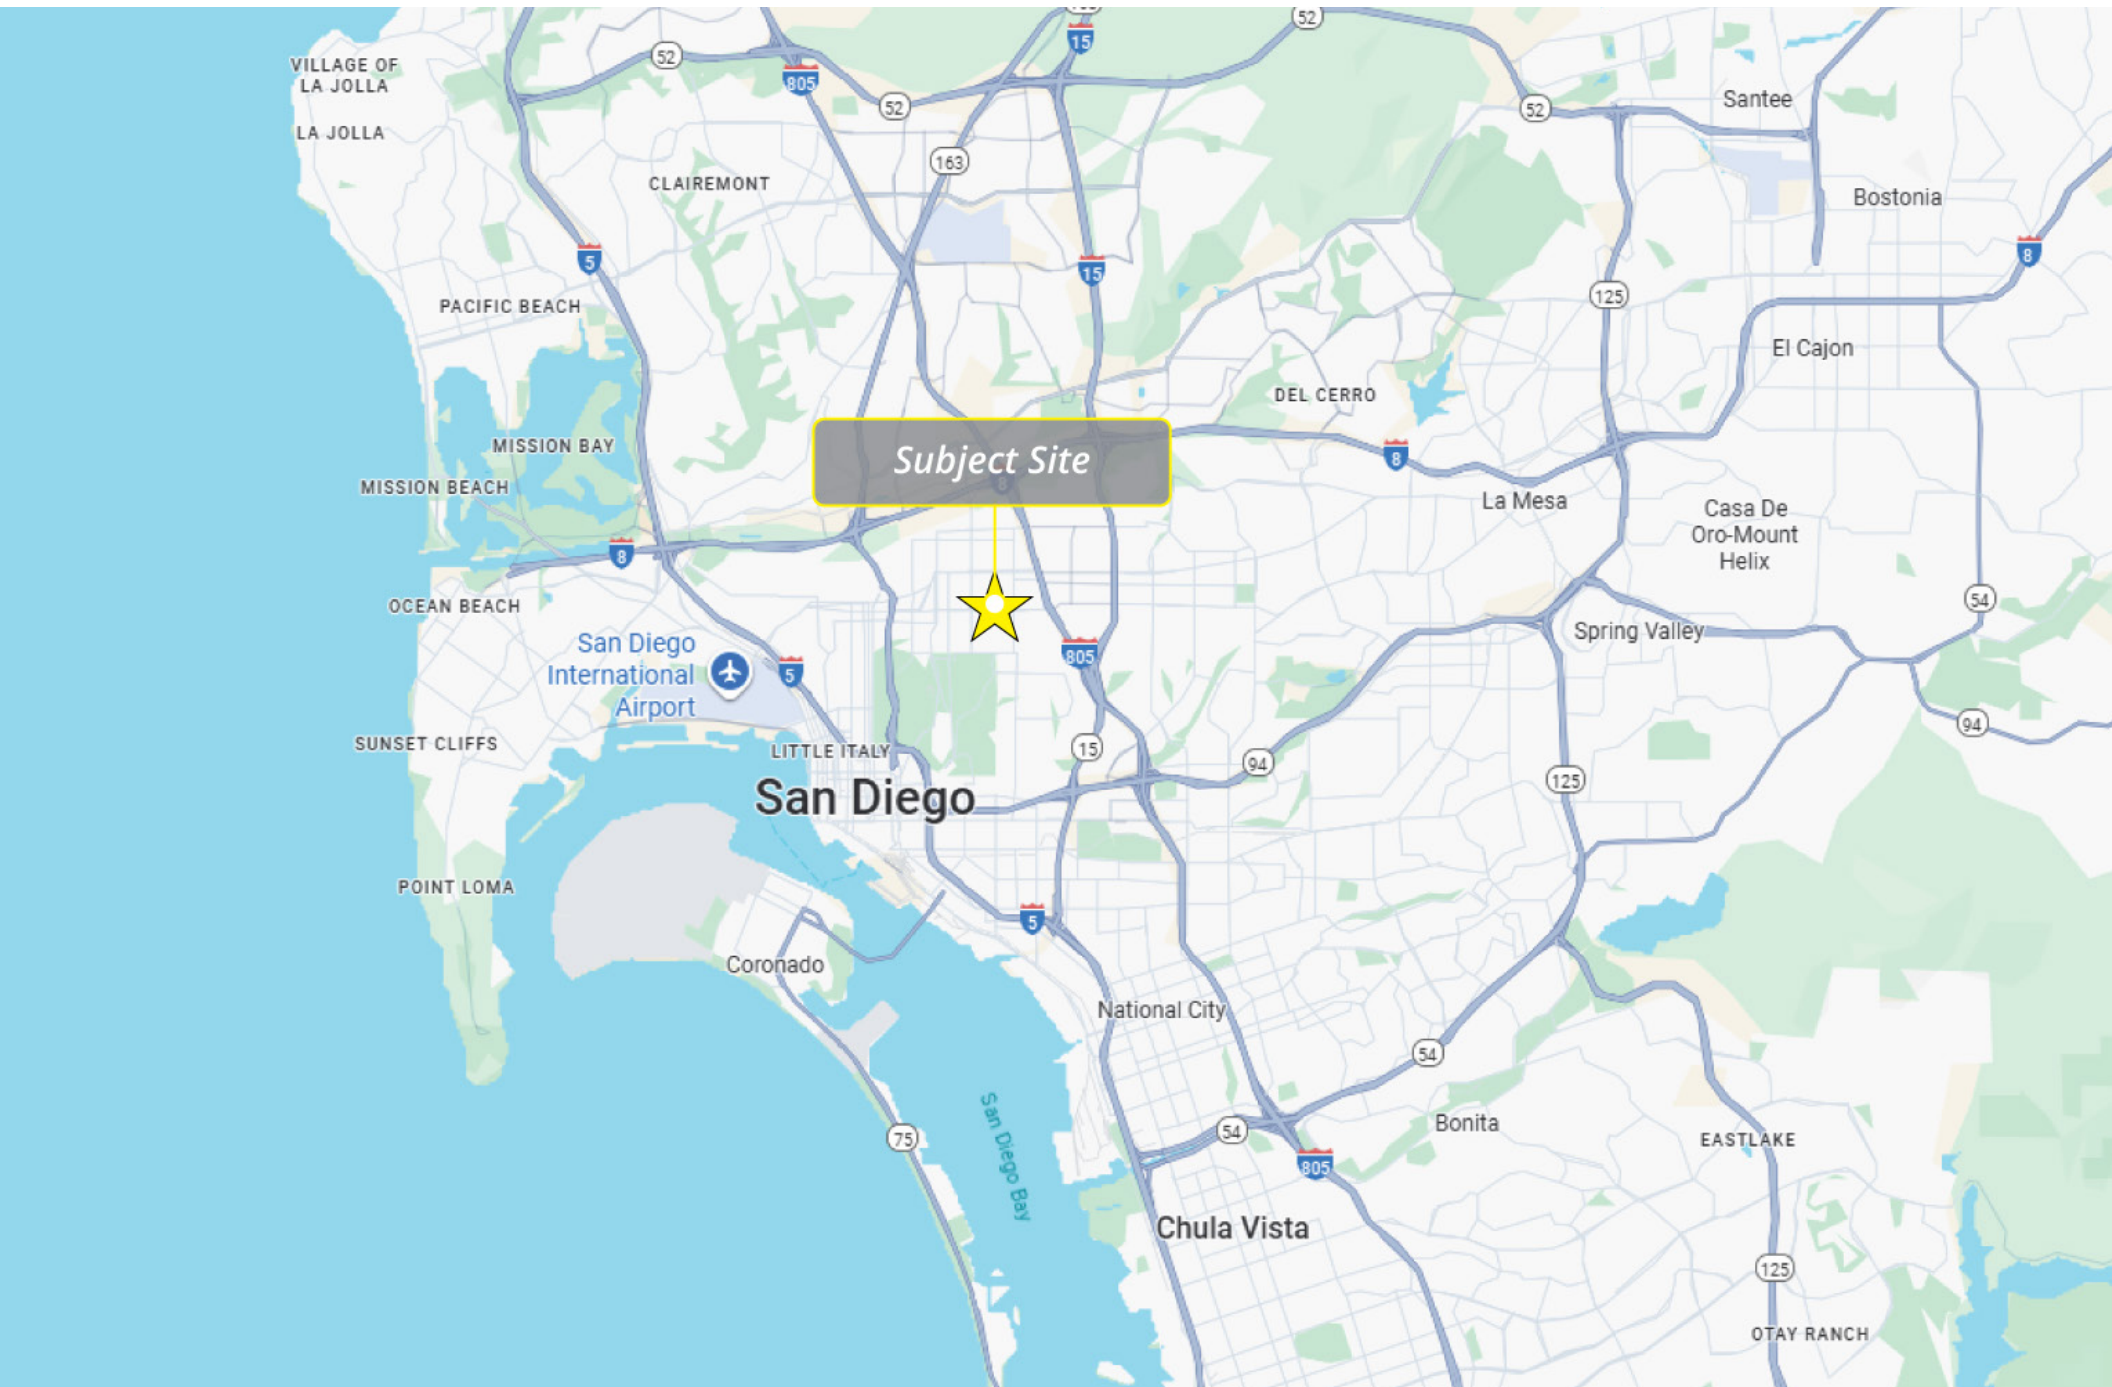 52
15
52
805
VILLAGE OF
LA JOLLA
52
52
Santee
LA JOLLA
163
CLAIREMONT
Bostonia
5
15
8
125
PACIFIC BEACH
El Cajon
DEL CERRO
MISSION BAY
Subject Site
8
8
MISSION BEACH
La Mesa
Casa De
Oro-Mount
Helix
8
OCEAN BEACH
54
San Diego
International
Airport
Spring Valley
805
5
94
SUNSET CLIFFS
LITTLE ITALY
15
94
125
San Diego
POINT LOMA
5
Coronado
National City
54
San Diego Bay
75
54
Bonita
EASTLAKE
805
Chula Vista
125
OTAY RANCH